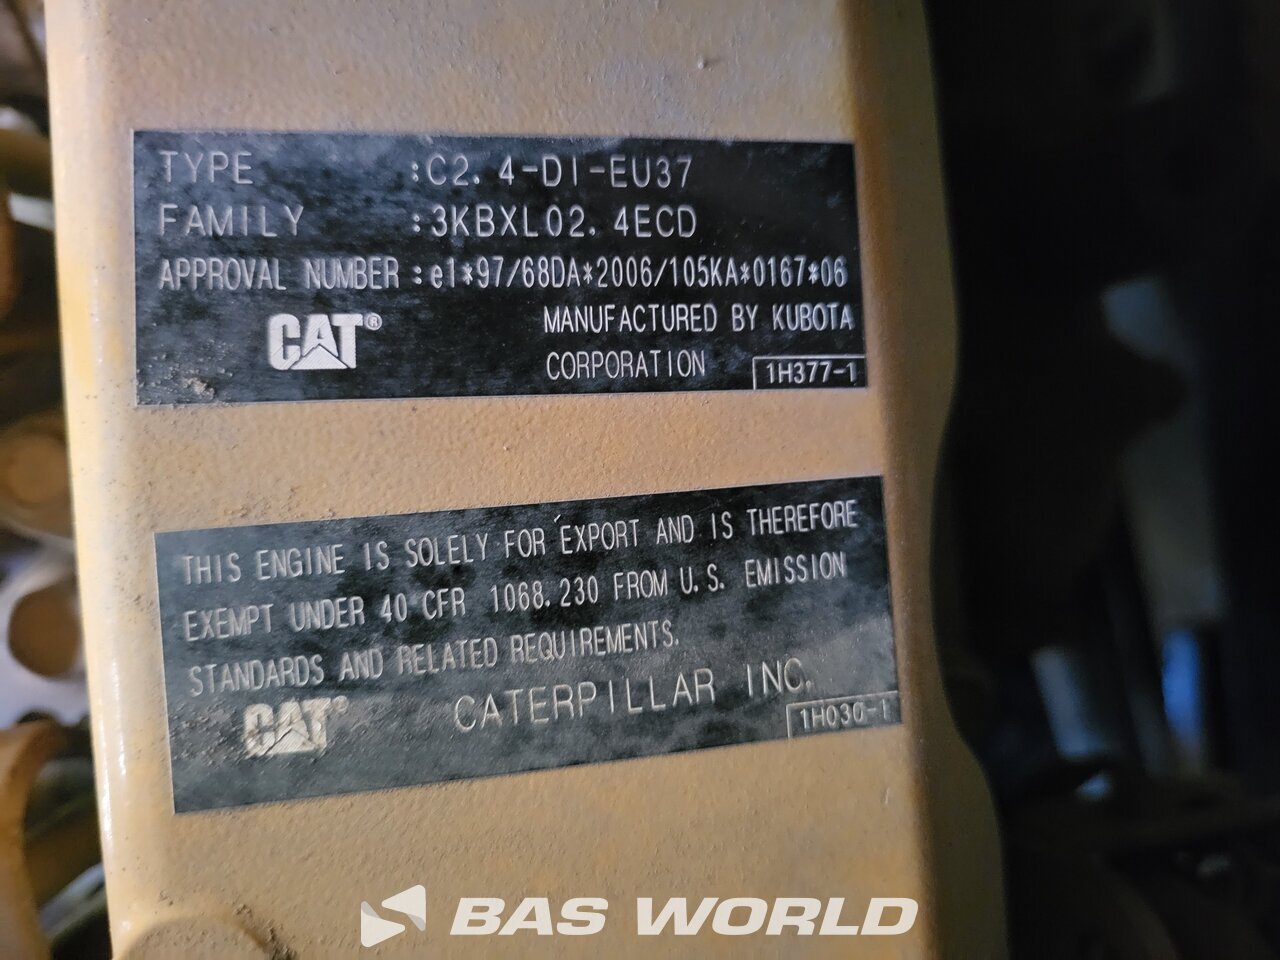 TYPE :C2.4-DI-EU37
FAMILY :3KBXL02.4ECD
APPROVAL NUMBER :e1*97/68DA*2006/105KA*0167*06
CAT®
MANUFACTURED BY KUBOTA
CORPORATION
1H377-1
THIS ENGINE IS SOLELY FOR EXPORT AND IS THEREFORE
EXEMPT UNDER 40 CFR 1068.230 FROM U.S. EMISSION
STANDARDS AND RELATED REQUIREMENTS.
CAT®
CATERPILLAR INC.
1H030-1
BAS WORLD